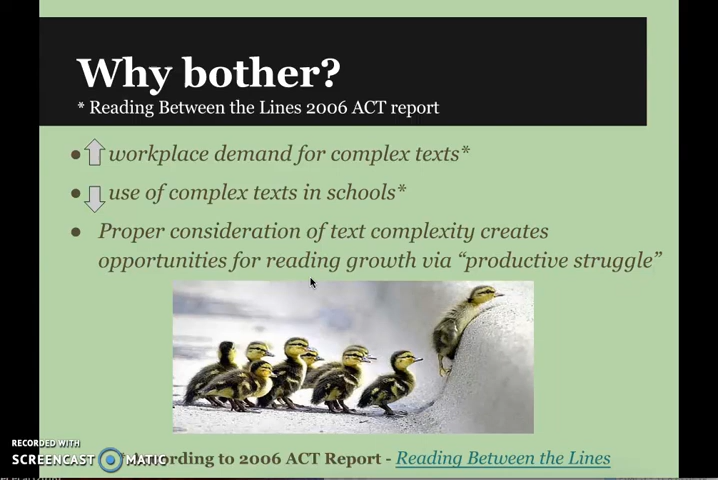 Why bother?
* Reading Between the Lines 2006 ACT report
● workplace demand for complex texts*
● use of complex texts in schools*
● Proper consideration of text complexity creates
opportunities for reading growth via “productive struggle”
RECORDED WITH
SCREENCAST MATIC
to 2006 ACT Report - Reading Between the Lines